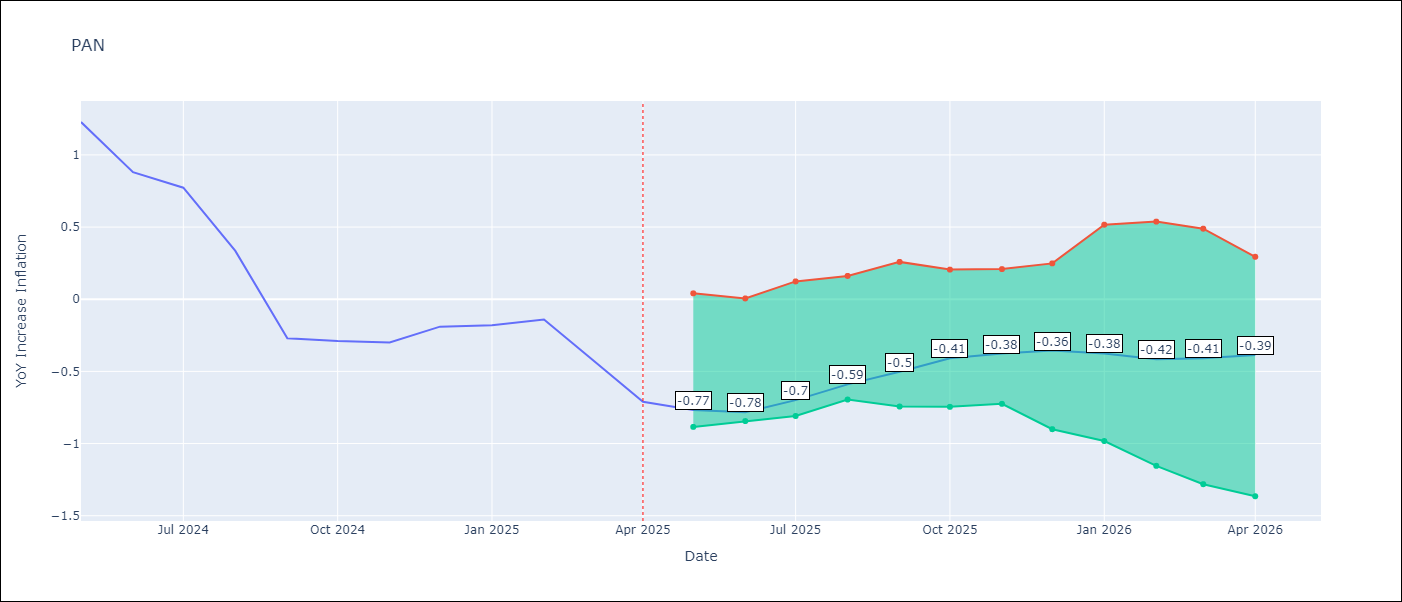 PAN
YoY Increase Inflation
1
0.5
0
−0.5
−1
−1.5
-0.77
-0.78
-0.7
-0.59
-0.5
-0.41
-0.38
-0.36
-0.38
-0.42
-0.41
-0.39
Jul 2024
Oct 2024
Jan 2025
Apr 2025
Jul 2025
Oct 2025
Jan 2026
Apr 2026
Date